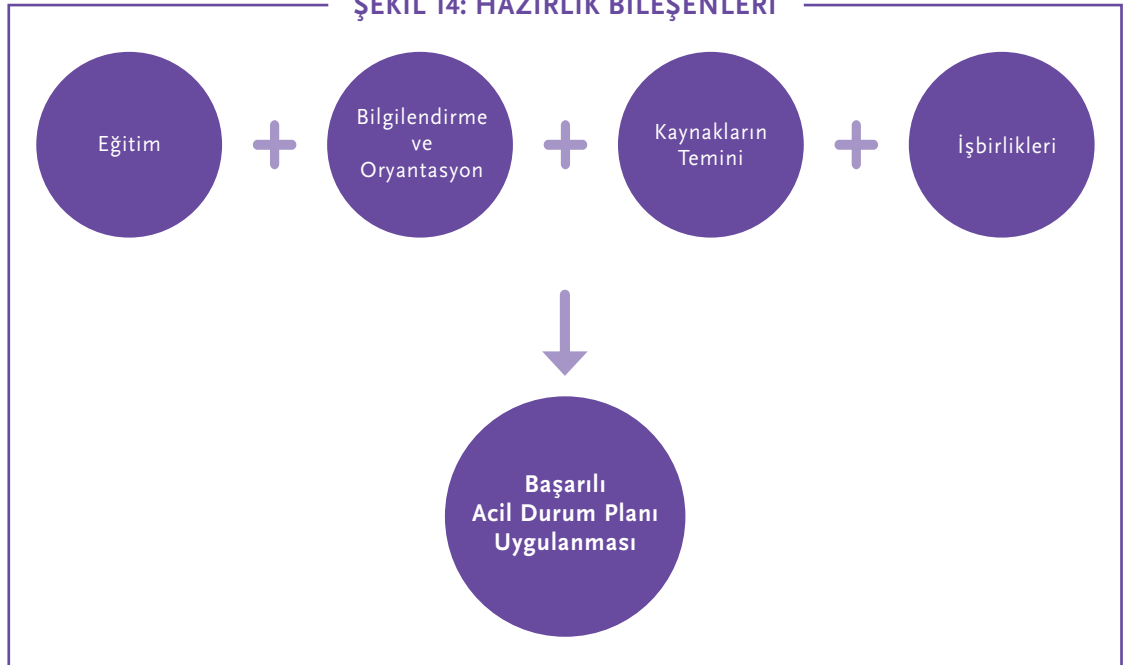 ŞEKİL 14: HAZIRLIK BİLEŞENLERİ
Eğitim
Bilgilendirme
ve
Oryantasyon
Kaynakların
Temini
İşbirlikleri
Başarılı
Acil Durum Planı
Uygulanması